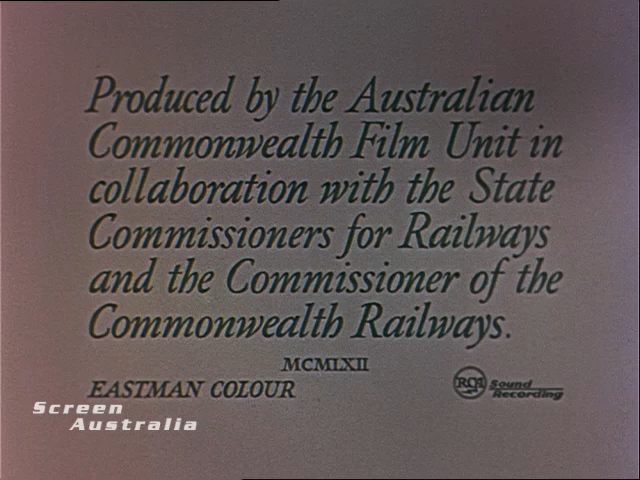 Produced by the Australian
Commonwealth Film Unit in
collaboration with the State
Commissioners for Railways
and the Commissioner of the
Commonwealth Railways.
MCMLXII
EASTMAN COLOUR
RCA Sound
Recording
Screen
Australia